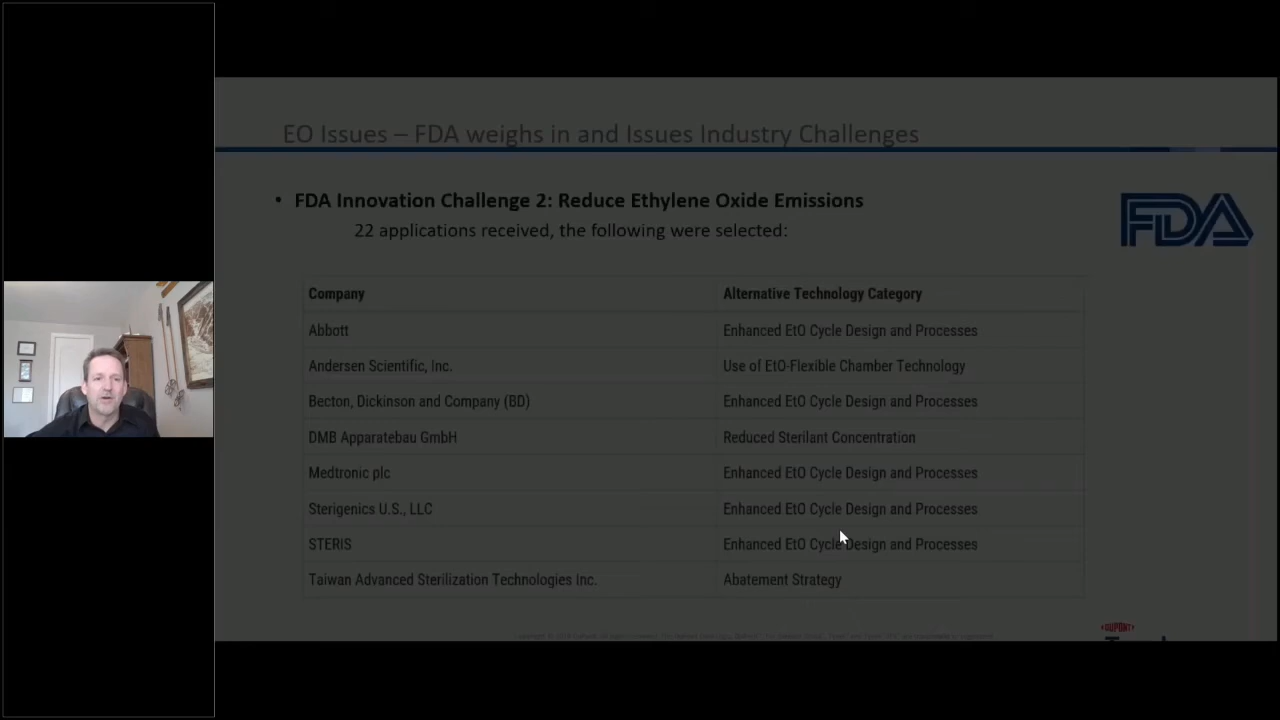 EO Issues – FDA weighs in and Issues Industry Challenges
• FDA Innovation Challenge 2: Reduce Ethylene Oxide Emissions
22 applications received, the following were selected:
FDA
Company Alternative Technology Category
Abbott Enhanced EtO Cycle Design and Processes
Andersen Scientific, Inc. Use of EtO-Flexible Chamber Technology
Becton, Dickinson and Company (BD) Enhanced EtO Cycle Design and Processes
DMB Apparatebau GmbH Reduced Sterilant Concentration
Medtronic plc Enhanced EtO Cycle Design and Processes
Sterigenics U.S., LLC Enhanced EtO Cycle Design and Processes
STERIS Enhanced EtO Cycle Design and Processes
Taiwan Advanced Sterilization Technologies Inc. Abatement Strategy
DUPONT